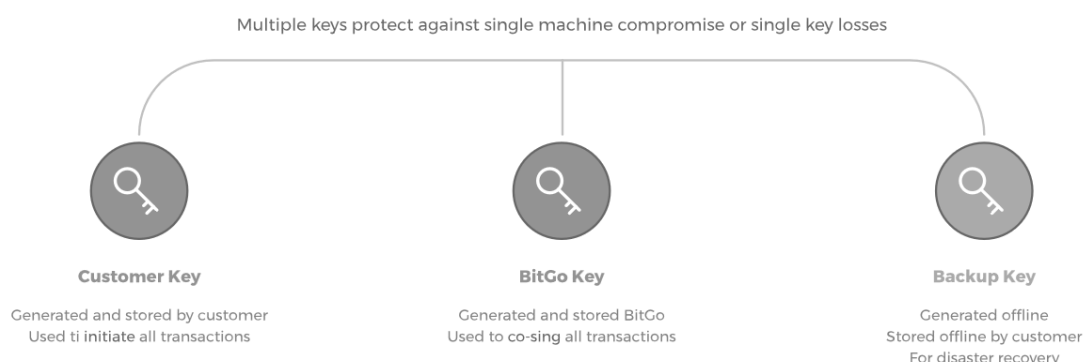 Multiple keys protect against single machine compromise or single key losses
Customer Key
Generated and stored by customer
Used ti initiate all transactions
BitGo Key
Generated and stored BitGo
Used to co-sing all transactions
Backup Key
Generated offline
Stored offline by customer
For disaster recovery